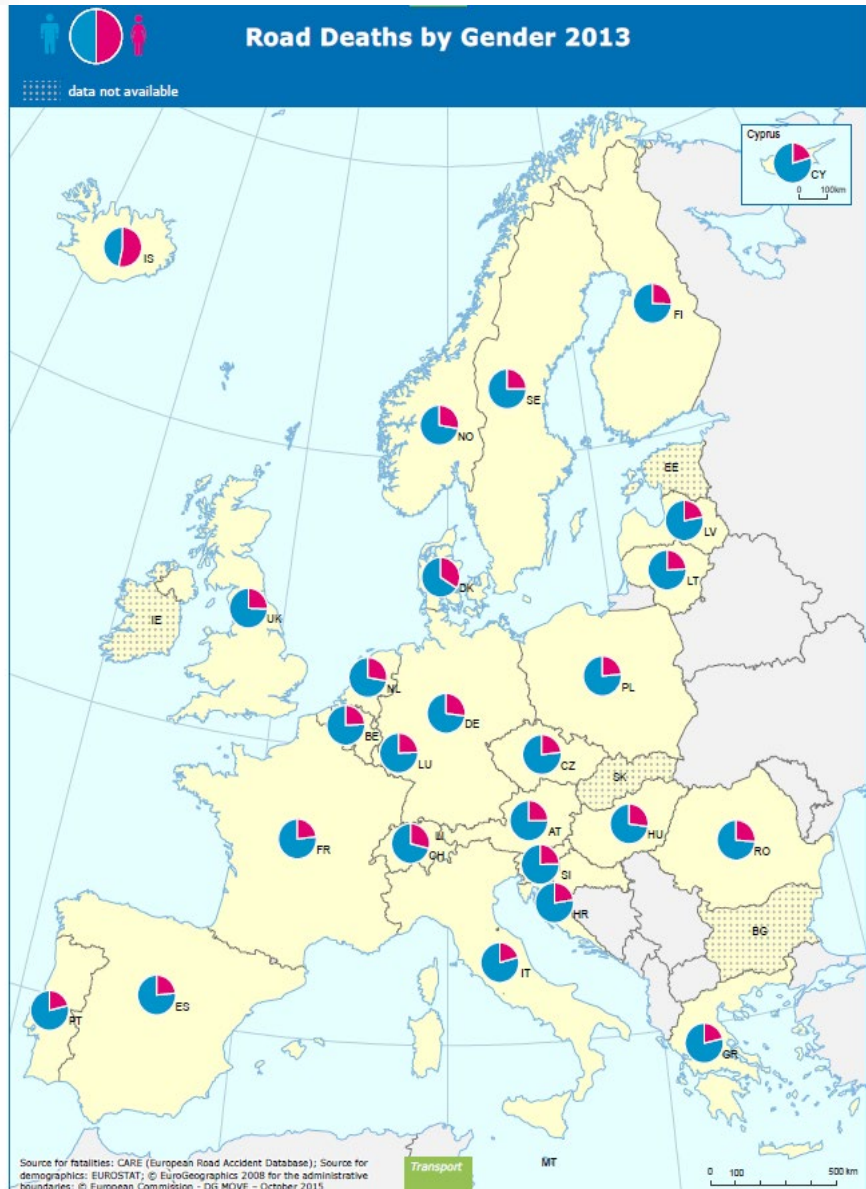 Road Deaths by Gender 2013
data not available
Cyprus
CY
0 100km
IS
FI
SE
NO
EE
LV
LT
DK
IE
UK
NL
PL
DE
BE
LU
CZ
SK
AT
HU
LI
CH
FR
RO
SI
HR
BG
IT
ES
PT
GR
MT
Source for fatalities: CARE (European Road Accident Database); Source for
demographics: EUROSTAT; © EuroGeographics 2008 for the administrative
boundaries; © European Commission - DG MOVE – October 2015
Transport
0 100 500 km